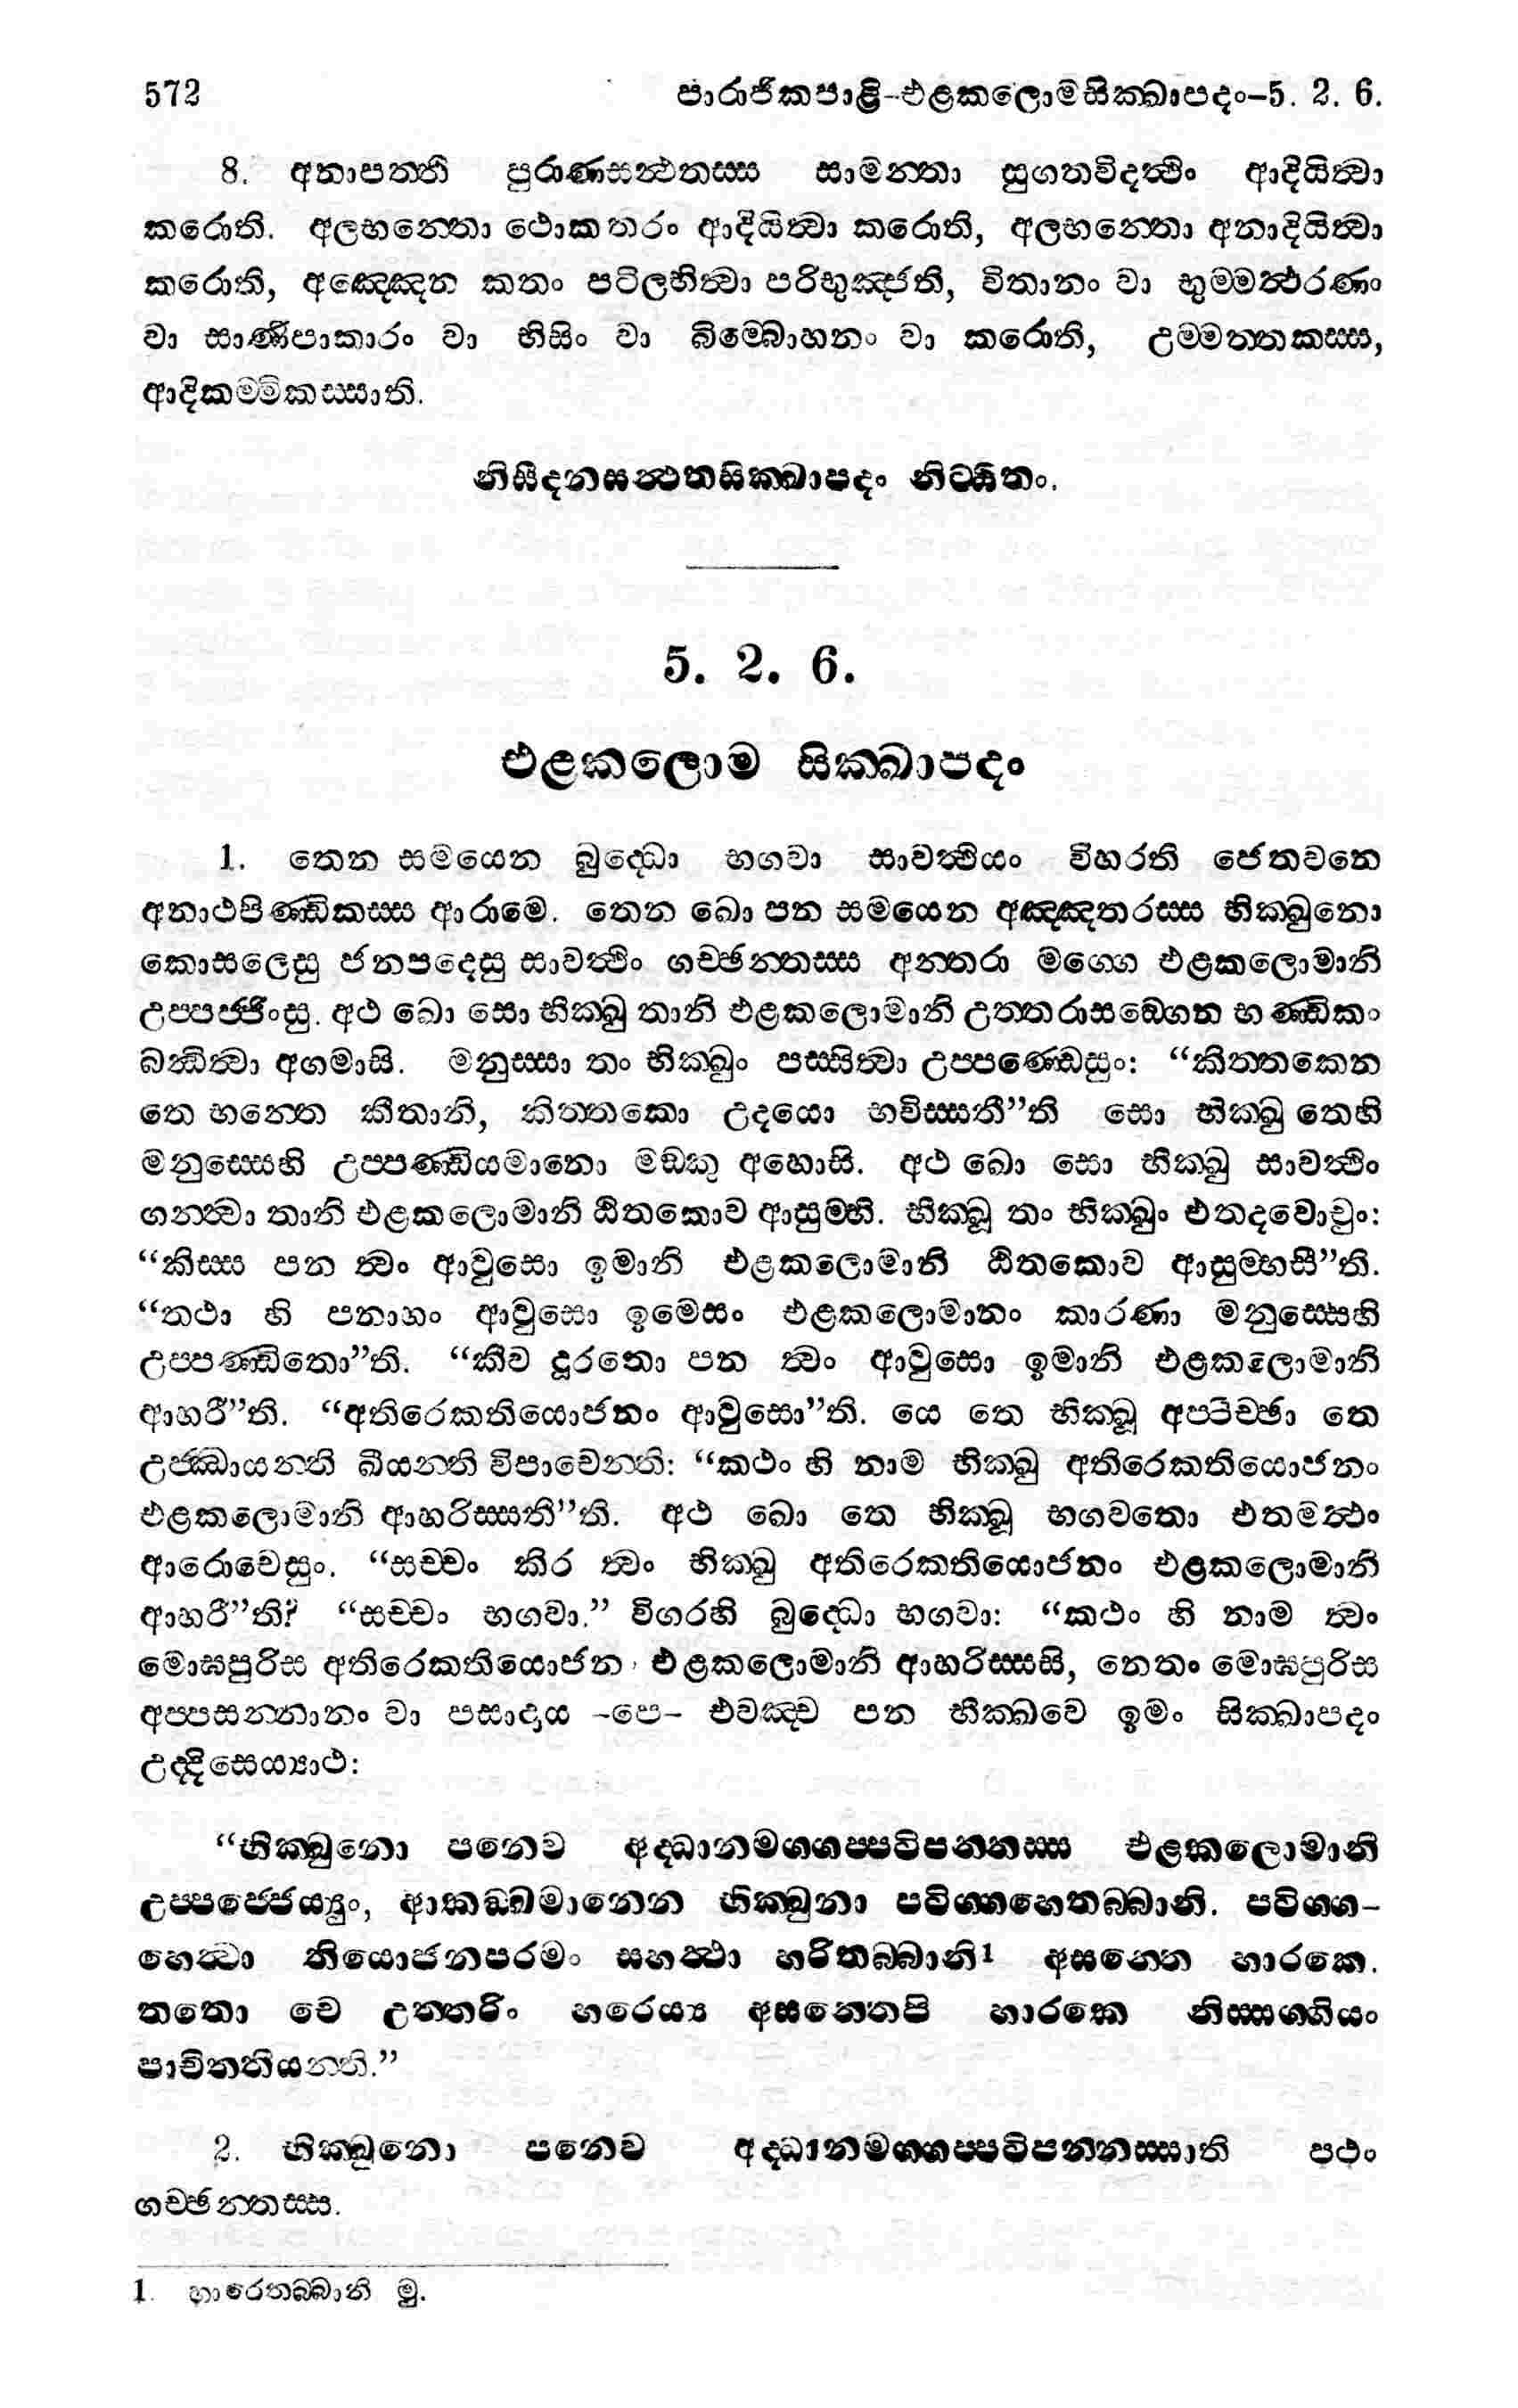 572 පාරාජිකපාළි-එළකලොමසික්ඛාපදං-5. 2. 6.
8. අනාපත්ති පුරාණසන්ථතස්ස සාමන්තා සුගතවිදත්ථිං ආදියිත්වා
කරොති. අලභන්තො ථොකතරං ආදියිත්වා කරොති, අලභන්තො අනාදියිත්වා
කරොති, අඤ්ඤෙන කතං පටිලභිත්වා පරිභුඤ්ජති, විතානං වා භුම්මත්ථරණං
වා සාණිපාකාරං වා භිසිං වා බිම්බොහනං වා කරොති, උම්මත්තකස්ස,
ආදිකම්මිකස්සාති.
නිසීදනසන්ථතසික්ඛාපදං නිට්ඨිතං.
5. 2. 6.
එළකලොම සික්ඛාපදං
1. තෙන සමයෙන බුද්ධො භගවා සාවත්ථියං විහරති ජෙතවනෙ
අනාථපිණ්ඩිකස්ස ආරාමෙ. තෙන ඛො පන සමයෙන අඤ්ඤතරස්ස භික්ඛුනො
කොසලෙසු ජනපදෙසු සාවත්ථිං ගච්ඡන්තස්ස අන්තරා මග්ගෙ එළකලොමානි
උප්පජ්ජිංසු. අථ ඛො සො භික්ඛු තානි එළකලොමානි උත්තරාසඞ්ගෙන භණ්ඩිකං
බන්ධිත්වා අගමාසි. මනුස්සා තං භික්ඛුං පස්සිත්වා උප්පණ්ඩෙසුං: “කිත්තකෙන
තෙ භන්තෙ කීතානි, කිත්තකො උදයො භවිස්සතී”ති සො භික්ඛු තෙහි
මනුස්සෙහි උප්පණ්ඩියමානො මඞ්කු අහොසි. අථ ඛො සො භික්ඛු සාවත්ථිං
ගන්ත්වා තානි එළකලොමානි ඨිතකොව ආසුම්භි. භික්ඛූ තං භික්ඛුං එතදවොචුං:
“කිස්ස පන ත්වං ආවුසො ඉමානි එළකලොමානි ඨිතකොව ආසුම්භසී”ති.
“තථා හි පනාහං ආවුසො ඉමෙසං එළකලොමානං කාරණා මනුස්සෙහි
උප්පණ්ඩිතො”ති. “කීව දූරතො පන ත්වං ආවුසො ඉමානි එළකලොමානි
ආහරී”ති. “අතිරෙකතියොජනං ආවුසො”ති. යෙ තෙ භික්ඛූ අප්පිච්ඡා තෙ
උජ්ඣායන්ති ඛීයන්ති විපාචෙන්ති: “කථං හි නාම භික්ඛු අතිරෙකතියොජනං
එළකලොමානි ආහරිස්සති”ති. අථ ඛො තෙ භික්ඛූ භගවතො එතමත්ථං
ආරොචෙසුං. “සච්චං කිර ත්වං භික්ඛු අතිරෙකතියොජනං එළකලොමානි
ආහරී”ති? “සච්චං භගවා.” විගරහි බුද්ධො භගවා: “කථං හි නාම ත්වං
මොඝපුරිස අතිරෙකතියොජනං එළකලොමානි ආහරිස්සසි, නෙතං මොඝපුරිස
අප්පසන්නානං වා පසාදාය -පෙ- එවඤ්ච පන භික්ඛවෙ ඉමං සික්ඛාපදං
උද්දිසෙය්‍යාථ:
“භික්ඛුනො පනෙව අද්ධානමග්ගප්පටිපන්නස්ස එළකලොමානි
උප්පජ්ජෙය්‍යුං, ආකඞ්ඛමානෙන භික්ඛුනා පටිග්ගහෙතබ්බානි. පටිග්ග-
හෙත්වා තියොජනපරමං සහත්ථා හරිතබ්බානි1 අසන්තෙ හාරකෙ.
තතො චෙ උත්තරිං හරෙය්‍ය අසන්තෙපි හාරකෙ නිස්සග්ගියං
පාචිත්තියන්ති.”
2. භික්ඛුනො පනෙව අද්ධානමග්ගප්පටිපන්නස්සාති පථං
ගච්ඡන්තස්ස.
1. හාරෙතබ්බානි මු.